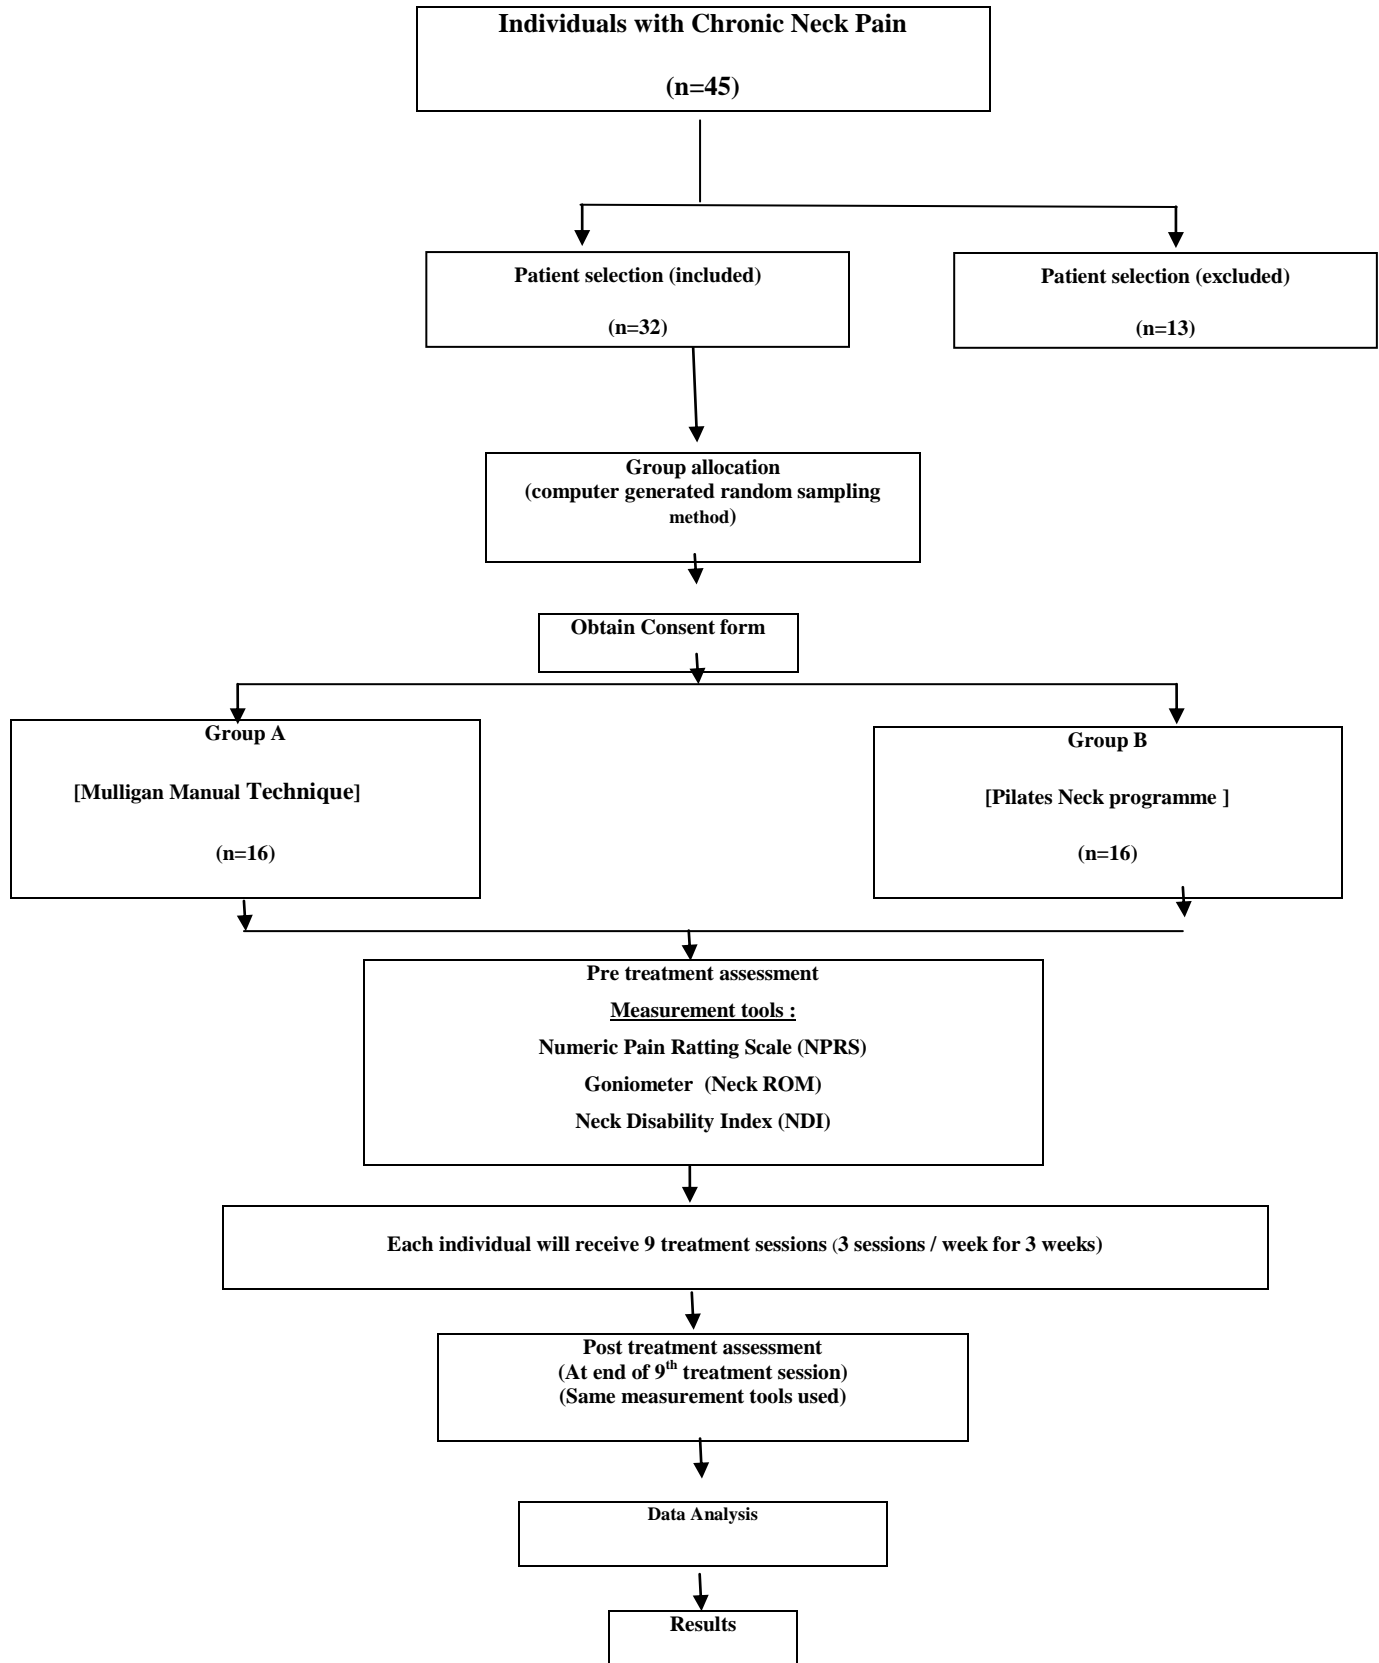 Individuals with Chronic Neck Pain
(n=45)
Patient selection (included)
(n=32)
Patient selection (excluded)
(n=13)
Group allocation
(computer generated random sampling
method)
Obtain Consent form
Group A
[Mulligan Manual Technique]
(n=16)
Group B
[Pilates Neck programme ]
(n=16)
Pre treatment assessment
Measurement tools :
Numeric Pain Ratting Scale (NPRS)
Goniometer  (Neck ROM)
Neck Disability Index (NDI)
Each individual will receive 9 treatment sessions (3 sessions / week for 3 weeks)
Post treatment assessment
(At end of 9th treatment session)
(Same measurement tools used)
Data Analysis
Results